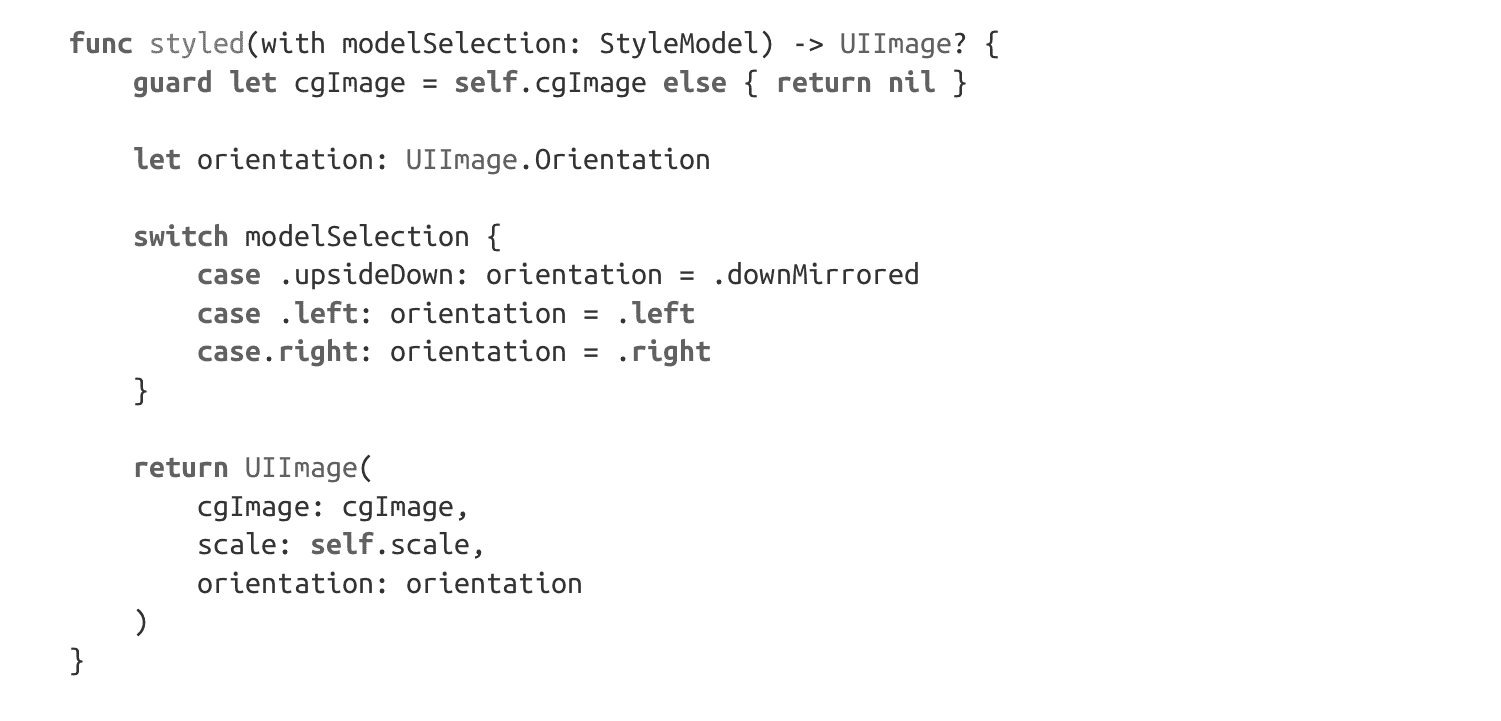 func styled(with modelSelection: StyleModel) -> UIImage? {
    guard let cgImage = self.cgImage else { return nil }

    let orientation: UIImage.Orientation

    switch modelSelection {
        case .upsideDown: orientation = .downMirrored
        case .left: orientation = .left
        case.right: orientation = .right
    }

    return UIImage(
        cgImage: cgImage,
        scale: self.scale,
        orientation: orientation
    )
}